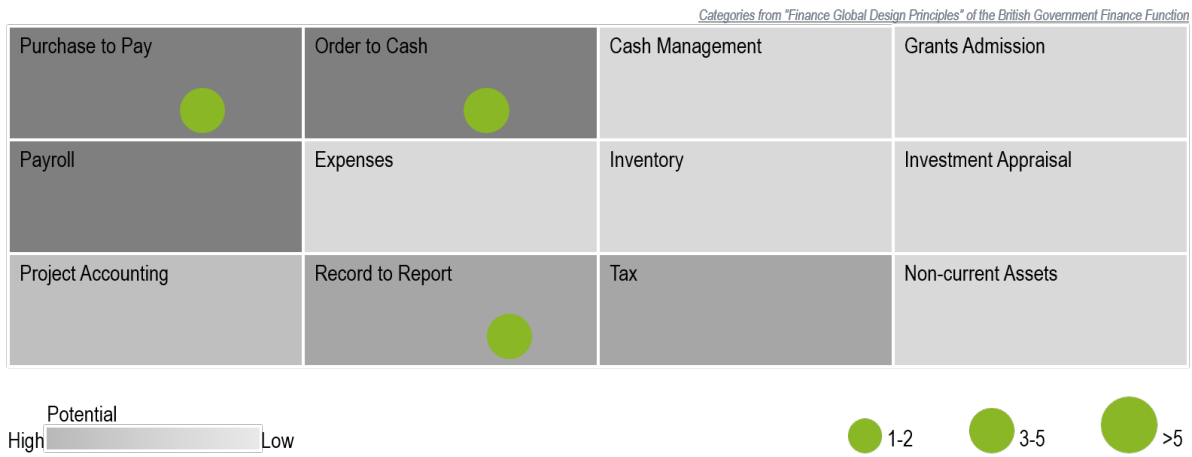 Categories from "Finance Global Design Principles" of the British Government Finance Function
Purchase to Pay
Order to Cash
Cash Management
Grants Admission
Payroll
Expenses
Inventory
Investment Appraisal
Project Accounting
Record to Report
Tax
Non-current Assets
Potential
High
Low
1-2
3-5
>5